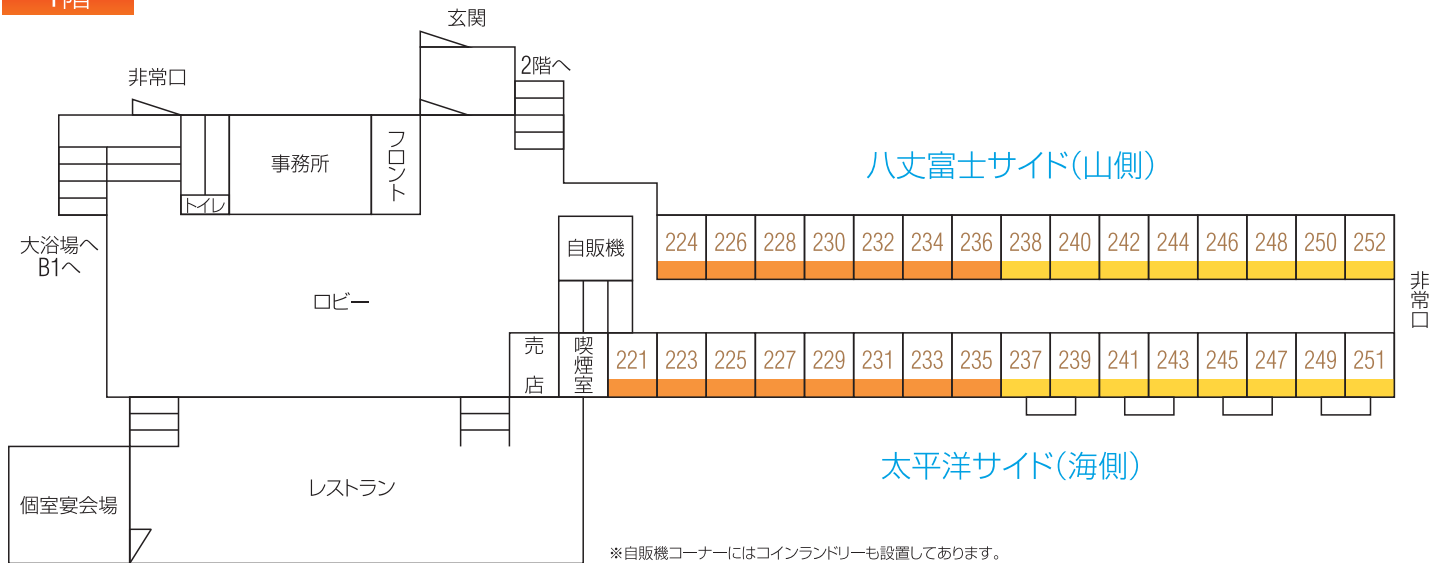 1階
玄関
非常口
2階へ
事務所
フロント
トイレ
八丈富士サイド(山側)
大浴場へ
B1へ
自販機
224 226 228 230 232 234 236 238 240 242 244 246 248 250 252
ロビー
非常口
売店
喫煙室
221 223 225 227 229 231 233 235 237 239 241 243 245 247 249 251
太平洋サイド(海側)
個室宴会場
レストラン
※自販機コーナーにはコインランドリーも設置してあります。